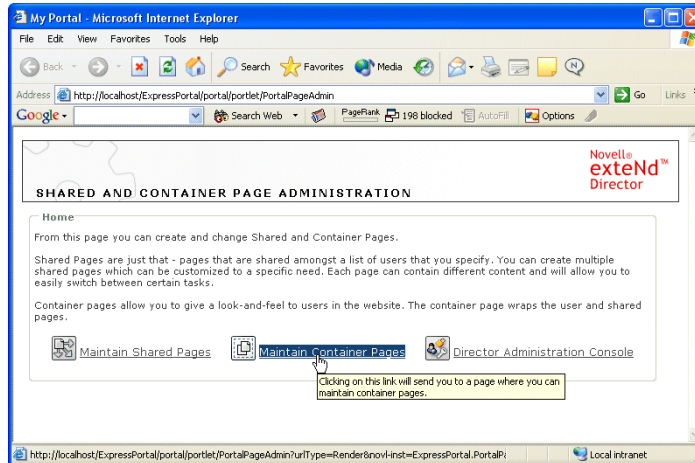 My Portal - Microsoft Internet Explorer
File Edit View Favorites Tools Help
Back Search Favorites Media
Address http://localhost/ExpressPortal/portal/portlet/PortalPageAdmin Go Links
Google Search Web PageRank 198 blocked AutoFill Options
Novell®
exteNd™
Director
SHARED AND CONTAINER PAGE ADMINISTRATION
Home
From this page you can create and change Shared and Container Pages.
Shared Pages are just that - pages that are shared amongst a list of users that you specify. You can create multiple
shared pages which can be customized to a specific need. Each page can contain different content and will allow you to
easily switch between certain tasks.
Container pages allow you to give a look-and-feel to users in the website. The container page wraps the user and shared
pages.
Maintain Shared Pages Maintain Container Pages Director Administration Console
Clicking on this link will send you to a page where you can
maintain container pages.
http://localhost/ExpressPortal/portal/portlet/PortalPageAdmin?urlType=Render&novl-inst=ExpressPortal.PortalPa Local intranet